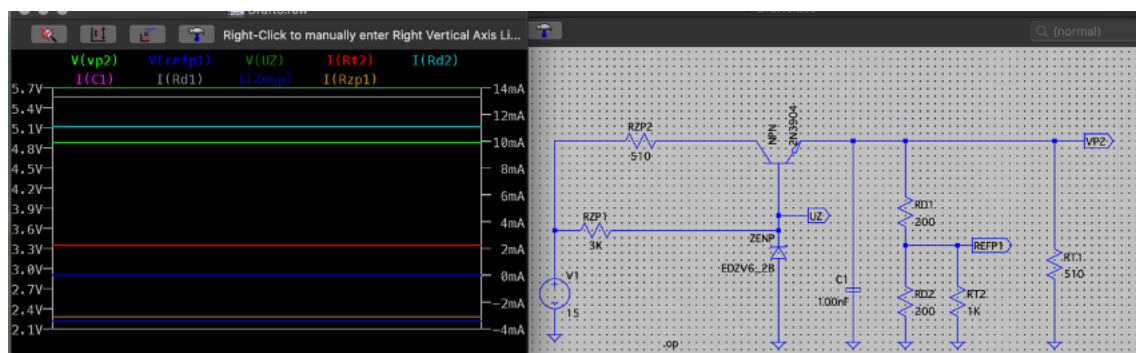 Draft6.raw
Right-Click to manually enter Right Vertical Axis Li...
(normal)
V(vp2) V(refp1) V(UZ) I(Rt2) I(Rd2)
I(C1) I(Rd1) I(Zenp) I(Rzp1)
5.7V 14mA
5.4V 12mA
5.1V
4.8V 10mA
4.5V 8mA
4.2V 6mA
3.9V
3.6V 4mA
3.3V 2mA
3.0V 0mA
2.7V
2.4V -2mA
2.1V -4mA
RZP2
510
NPN
2N3904
VP2
RZP1
3K
UZ
ZENP
EDZV6_2B
V1
15
C1
100nF
RD1
200
REFP1
RD2
200
RT2
1K
RT1
510
.op